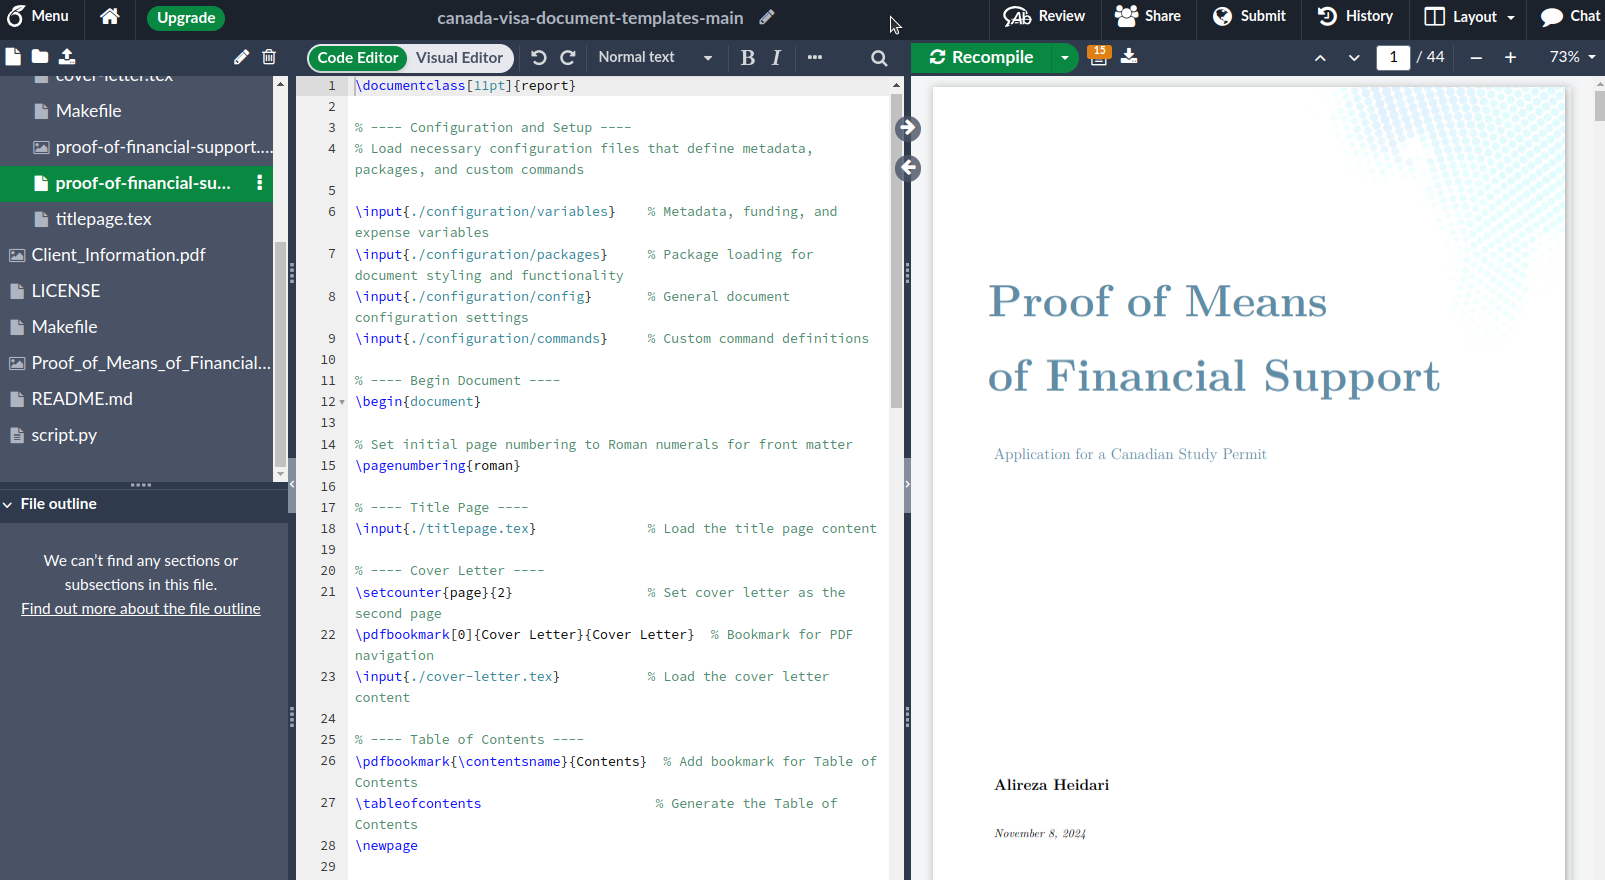 Menu
Upgrade
canada-visa-document-templates-main
Review
Share
Submit
History
Layout
Chat
Code Editor
Visual Editor
Normal text
B
I
Recompile
15
1 / 44
73%
cover-letter.tex
Makefile
proof-of-financial-support....
proof-of-financial-su...
titlepage.tex
Client_Information.pdf
LICENSE
Makefile
Proof_of_Means_of_Financial...
README.md
script.py
File outline
We can't find any sections or
subsections in this file.
Find out more about the file outline
1 \documentclass[11pt]{report}
2
3 % ---- Configuration and Setup ----
4 % Load necessary configuration files that define metadata,
packages, and custom commands
5
6 \input{./configuration/variables} % Metadata, funding, and
expense variables
7 \input{./configuration/packages} % Package loading for
document styling and functionality
8 \input{./configuration/config} % General document
configuration settings
9 \input{./configuration/commands} % Custom command definitions
10
11 % ---- Begin Document ----
12 \begin{document}
13
14 % Set initial page numbering to Roman numerals for front matter
15 \pagenumbering{roman}
16
17 % ---- Title Page ----
18 \input{./titlepage.tex} % Load the title page content
19
20 % ---- Cover Letter ----
21 \setcounter{page}{2} % Set cover letter as the
second page
22 \pdfbookmark[0]{Cover Letter}{Cover Letter} % Bookmark for PDF
navigation
23 \input{./cover-letter.tex} % Load the cover letter
content
24
25 % ---- Table of Contents ----
26 \pdfbookmark{\contentsname}{Contents} % Add bookmark for Table of
Contents
27 \tableofcontents % Generate the Table of
Contents
28 \newpage
29
Proof of Means
of Financial Support
Application for a Canadian Study Permit
Alireza Heidari
November 8, 2024